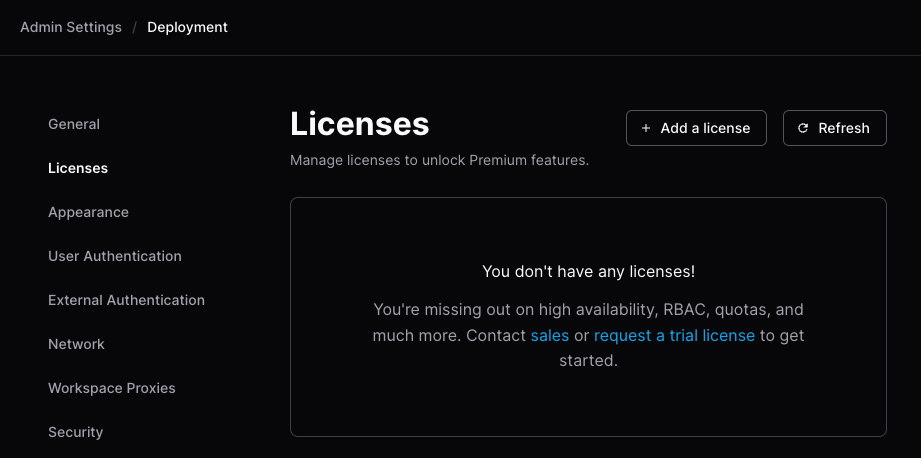 Admin Settings / Deployment
General
Licenses
Appearance
User Authentication
External Authentication
Network
Workspace Proxies
Security
Licenses
Manage licenses to unlock Premium features.
+ Add a license
Refresh
You don't have any licenses!
You're missing out on high availability, RBAC, quotas, and
much more. Contact sales or request a trial license to get
started.